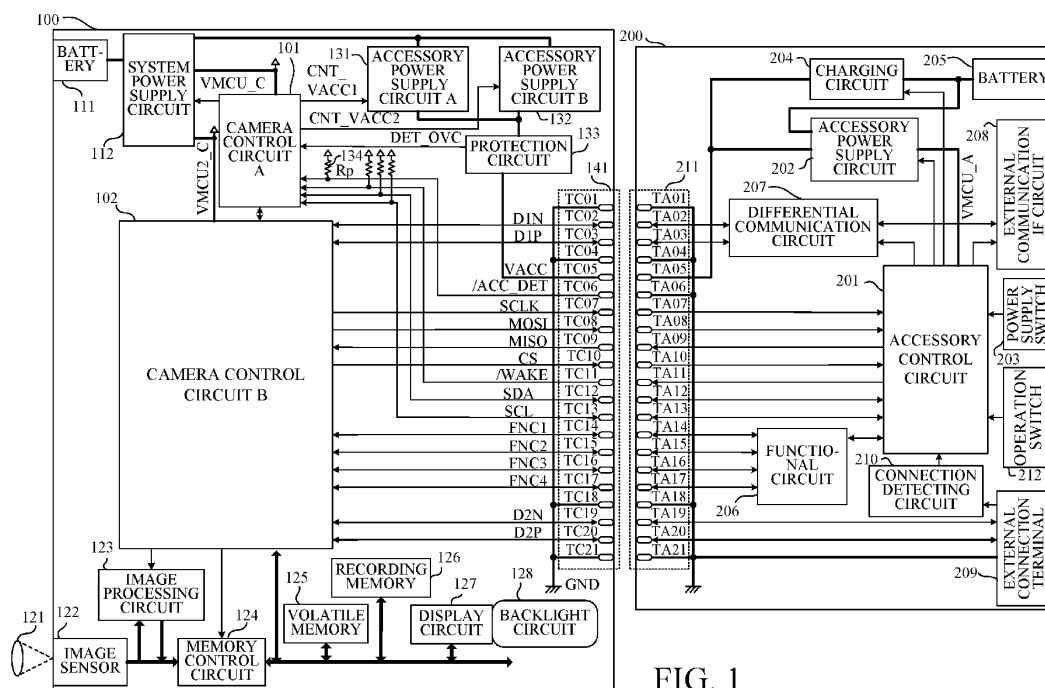 100
BATT-
ERY
111
SYSTEM
POWER
SUPPLY
CIRCUIT
112
VMCU_C
101
CNT_
VACC1
131
ACCESSORY
POWER
SUPPLY
CIRCUIT A
ACCESSORY
POWER
SUPPLY
CIRCUIT B
132
CNT_VACC2
DET_OVC
CAMERA
CONTROL
CIRCUIT
A
PROTECTION
CIRCUIT
133
134
Rp
VMCU2_C
102
CAMERA CONTROL
CIRCUIT B
D1N
D1P
VACC
/ACC_DET
SCLK
MOSI
MISO
CS
/WAKE
SDA
SCL
FNC1
FNC2
FNC3
FNC4
D2N
D2P
141
TC01
TC02
TC03
TC04
TC05
TC06
TC07
TC08
TC09
TC10
TC11
TC12
TC13
TC14
TC15
TC16
TC17
TC18
TC19
TC20
TC21
GND
123
IMAGE
PROCESSING
CIRCUIT
121
122
IMAGE
SENSOR
124
MEMORY
CONTROL
CIRCUIT
125
VOLATILE
MEMORY
RECORDING
MEMORY
126
127
DISPLAY
CIRCUIT
128
BACKLIGHT
CIRCUIT
200
211
TA01
TA02
TA03
TA04
TA05
TA06
TA07
TA08
TA09
TA10
TA11
TA12
TA13
TA14
TA15
TA16
TA17
TA18
TA19
TA20
TA21
204
CHARGING
CIRCUIT
205
BATTERY
ACCESSORY
POWER
SUPPLY
CIRCUIT
202
VMCU_A
207
DIFFERENTIAL
COMMUNICATION
CIRCUIT
208
EXTERNAL
COMMUNICATION
IF CIRCUIT
201
ACCESSORY
CONTROL
CIRCUIT
POWER
SUPPLY
SWITCH
203
OPERATION
SWITCH
212
FUNCTIO-
NAL
CIRCUIT
206
210
CONNECTION
DETECTING
CIRCUIT
EXTERNAL
CONNECTION
TERMINAL
209
FIG. 1